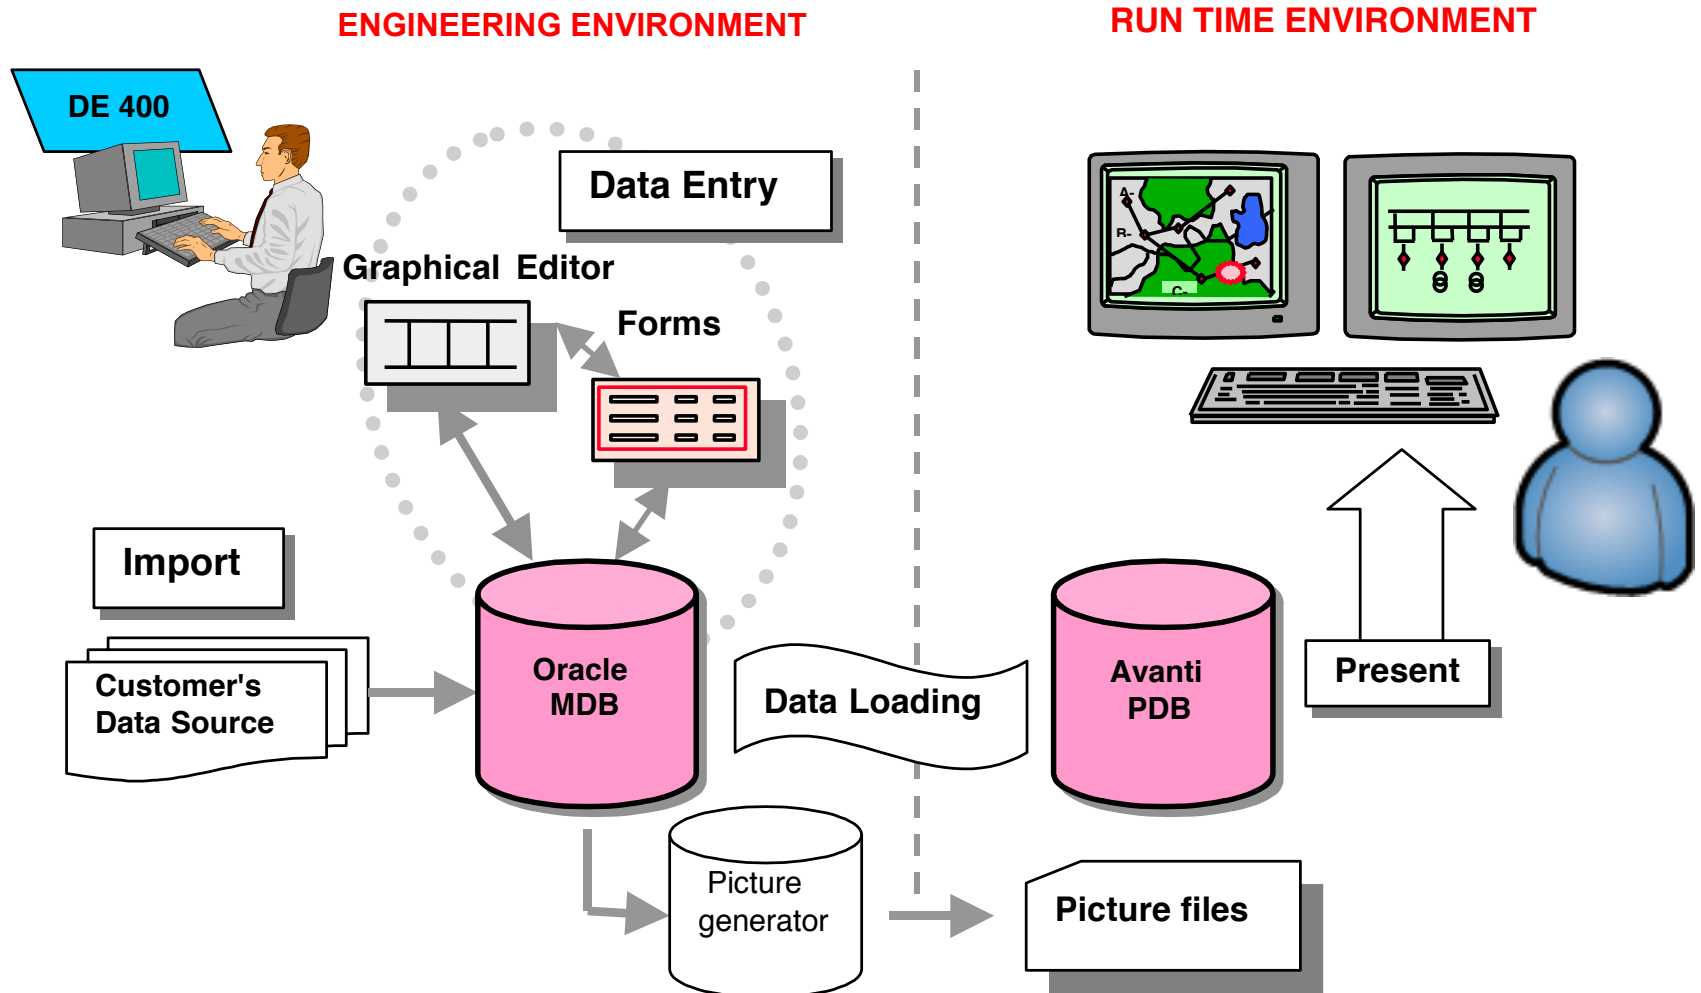 ENGINEERING ENVIRONMENT
RUN TIME ENVIRONMENT
DE 400
Data Entry
A-
B-
C-
Graphical Editor
Forms
Import
Customer's
Data Source
Oracle
MDB
Data Loading
Avanti
PDB
Present
Picture
generator
Picture files